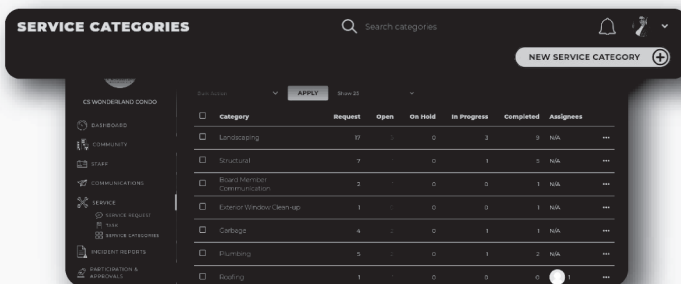 SERVICE CATEGORIES
Search categories
NEW SERVICE CATEGORY
CS WONDERLAND CONDO
APPLY Show 20
Category Request Open On Hold In Progress Completed Assignees
DASHBOARD
Landscaping 17 0 3 9 N/A
COMMUNITY
Structural 7 0 1 5 N/A
STAFF
Board Member
Communication
2 0 0 1 N/A
COMMUNICATIONS
Exterior Window Clean-up 1 0 0 1 N/A
SERVICE
SERVICE REQUEST
TASK
SERVICE CATEGORIES
Garbage 4 0 1 1 N/A
INCIDENT REPORTS
Plumbing 5 0 1 2 N/A
PARTICIPATION &
APPROVALS
Roofing 1 0 0 0 1